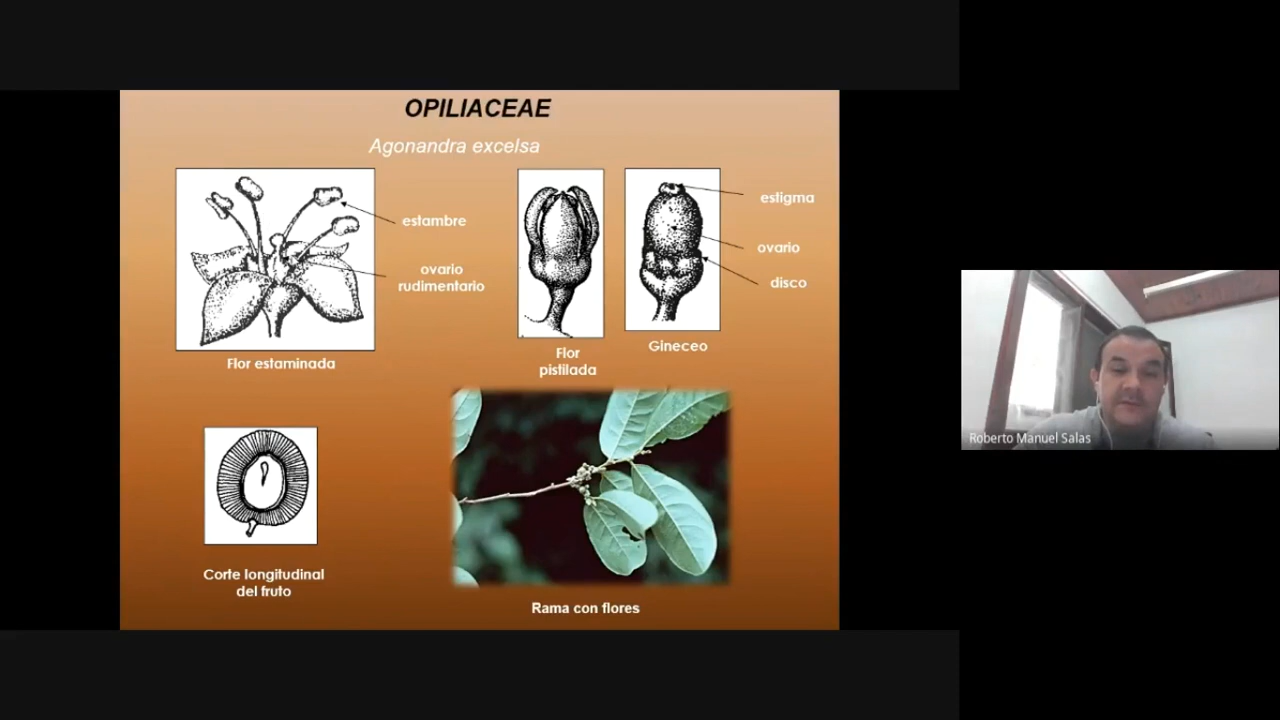 OPILIACEAE
Agonandra excelsa
estambre
ovario
rudimentario
Flor estaminada
Flor
pistilada
Gineceo
estigma
ovario
disco
Corte longitudinal
del fruto
Rama con flores
Roberto Manuel Salas